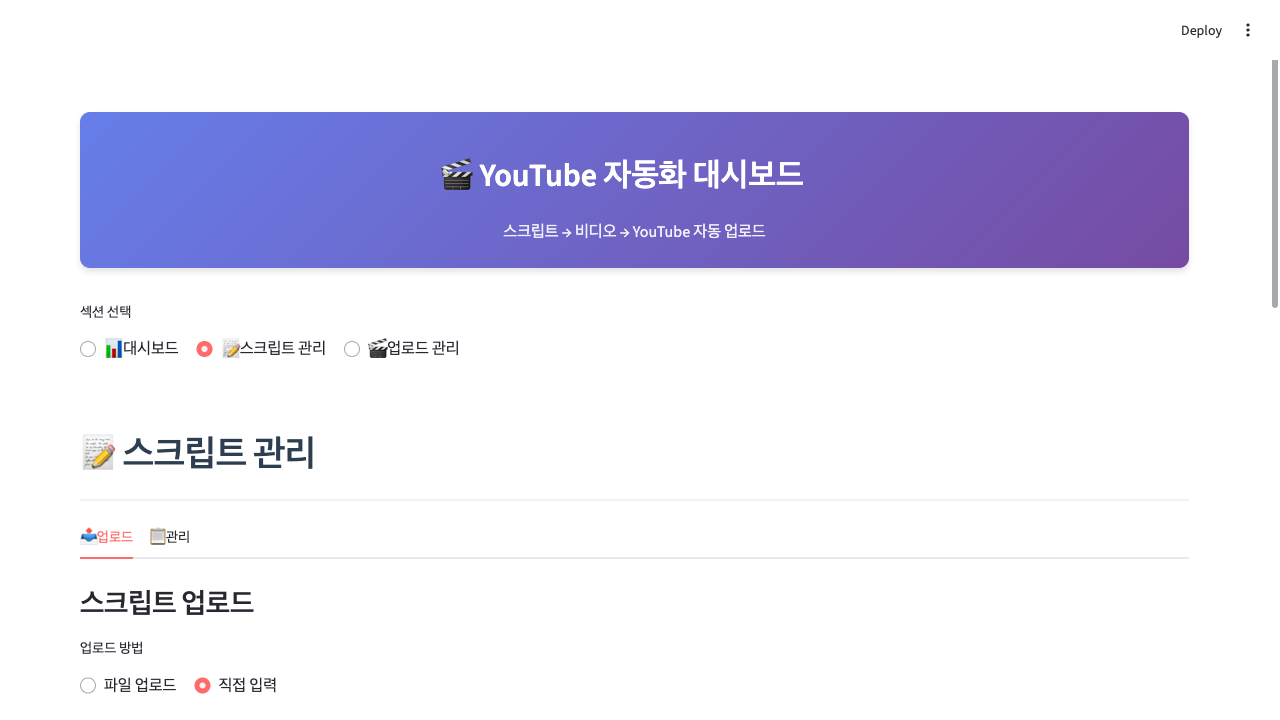 Deploy
🎬 YouTube 자동화 대시보드
스크립트 → 비디오 → YouTube 자동 업로드
섹션 선택
📊대시보드 📝스크립트 관리 🎬업로드 관리
📝 스크립트 관리
📤업로드 📋관리
스크립트 업로드
업로드 방법
파일 업로드 직접 입력